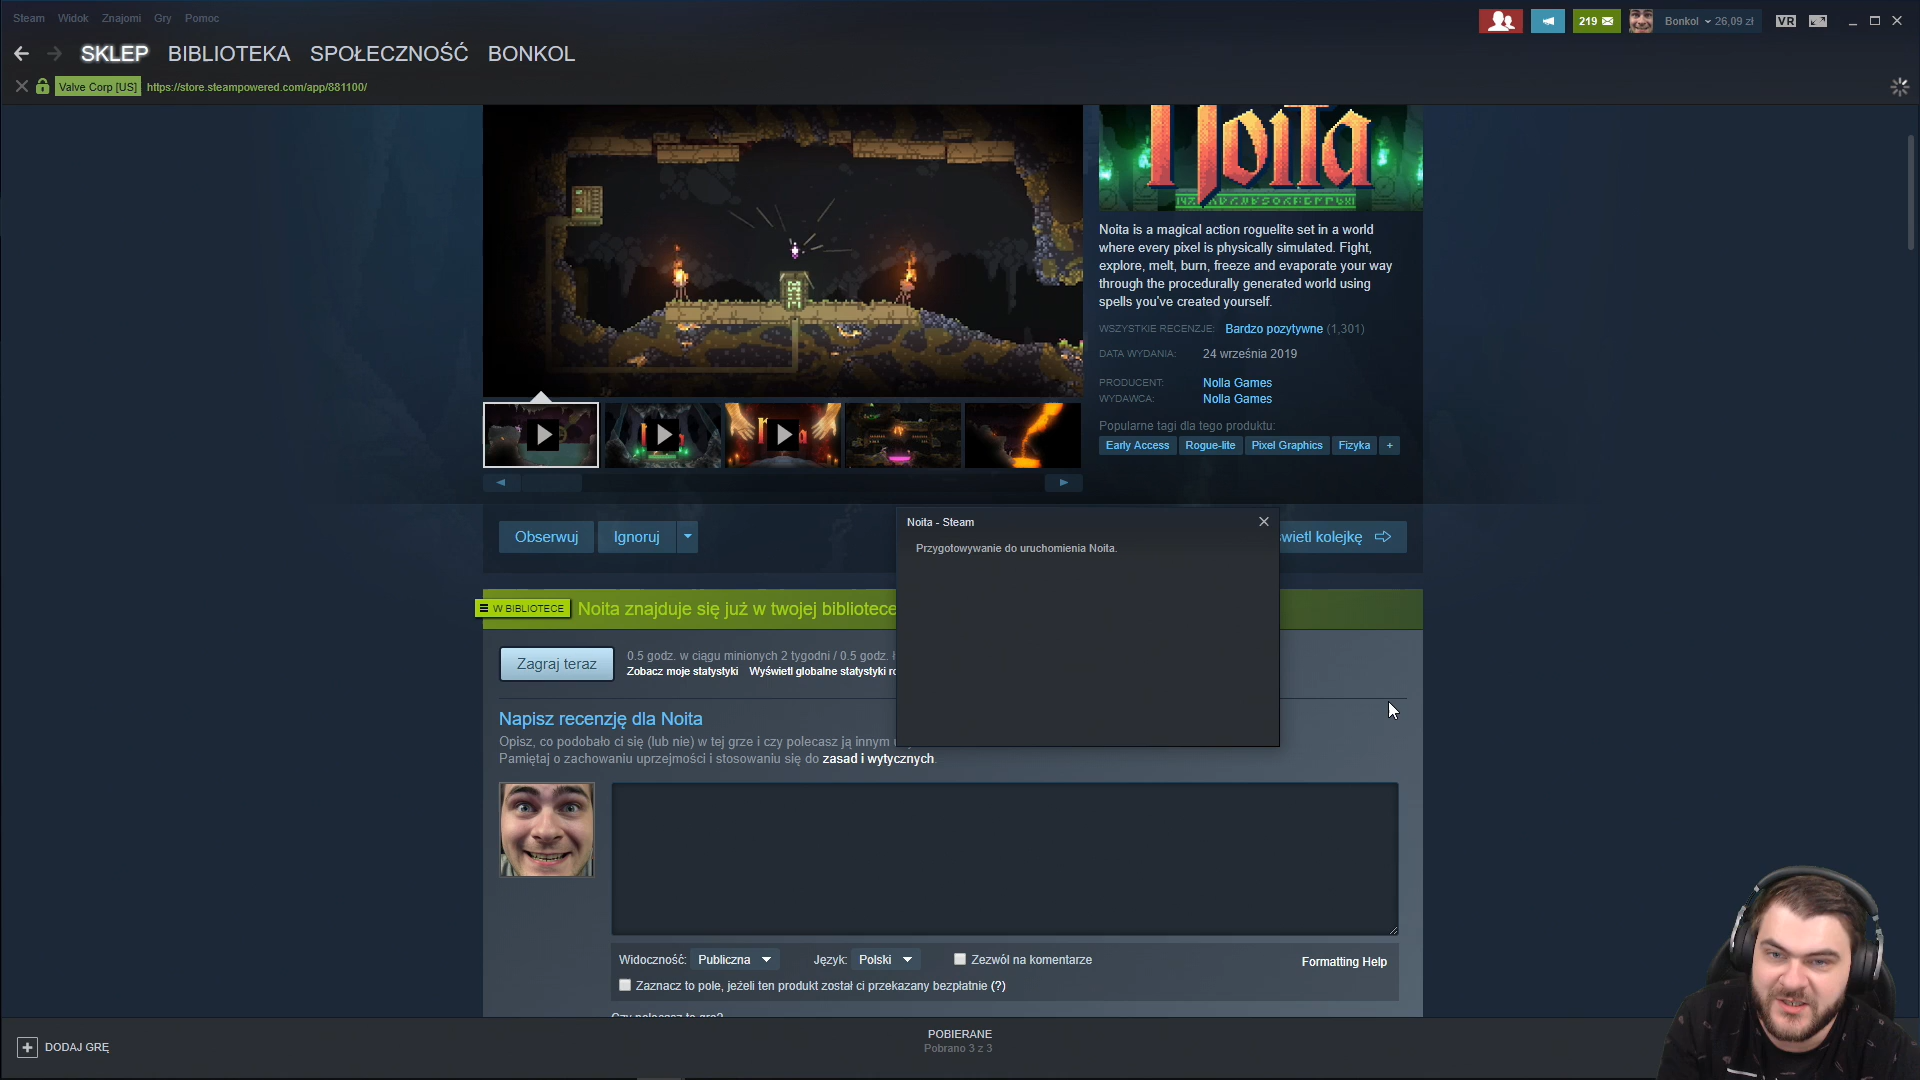 Steam Widok Znajomi Gry Pomoc
219
Bonkol 26,09 zł
VR
SKLEP BIBLIOTEKA SPOŁECZNOŚĆ BONKOL
Valve Corp [US] https://store.steampowered.com/app/881100/
Noita
Noita is a magical action roguelite set in a world
where every pixel is physically simulated. Fight,
explore, melt, burn, freeze and evaporate your way
through the procedurally generated world using
spells you've created yourself.
WSZYSTKIE RECENZJE: Bardzo pozytywne (1,301)
DATA WYDANIA: 24 września 2019
PRODUCENT: Nolla Games
WYDAWCA: Nolla Games
Popularne tagi dla tego produktu:
Early Access Rogue-lite Pixel Graphics Fizyka +
Obserwuj Ignoruj
wietl kolejkę
Noita - Steam
Przygotowywanie do uruchomienia Noita.
W BIBLIOTECE Noita znajduje się już w twojej bibliotece
Zagraj teraz
0.5 godz. w ciągu minionych 2 tygodni / 0.5 godz.
Zobacz moje statystyki Wyświetl globalne statystyki
Napisz recenzję dla Noita
Opisz, co podobało ci się (lub nie) w tej grze i czy polecasz ją innym
Pamiętaj o zachowaniu uprzejmości i stosowaniu się do zasad i wytycznych.
Widoczność: Publiczna Język: Polski Zezwól na komentarze
Formatting Help
Zaznacz to pole, jeżeli ten produkt został ci przekazany bezpłatnie (?)
Czy polecasz tę grę?
+ DODAJ GRĘ
POBIERANE
Pobrano 3 z 3